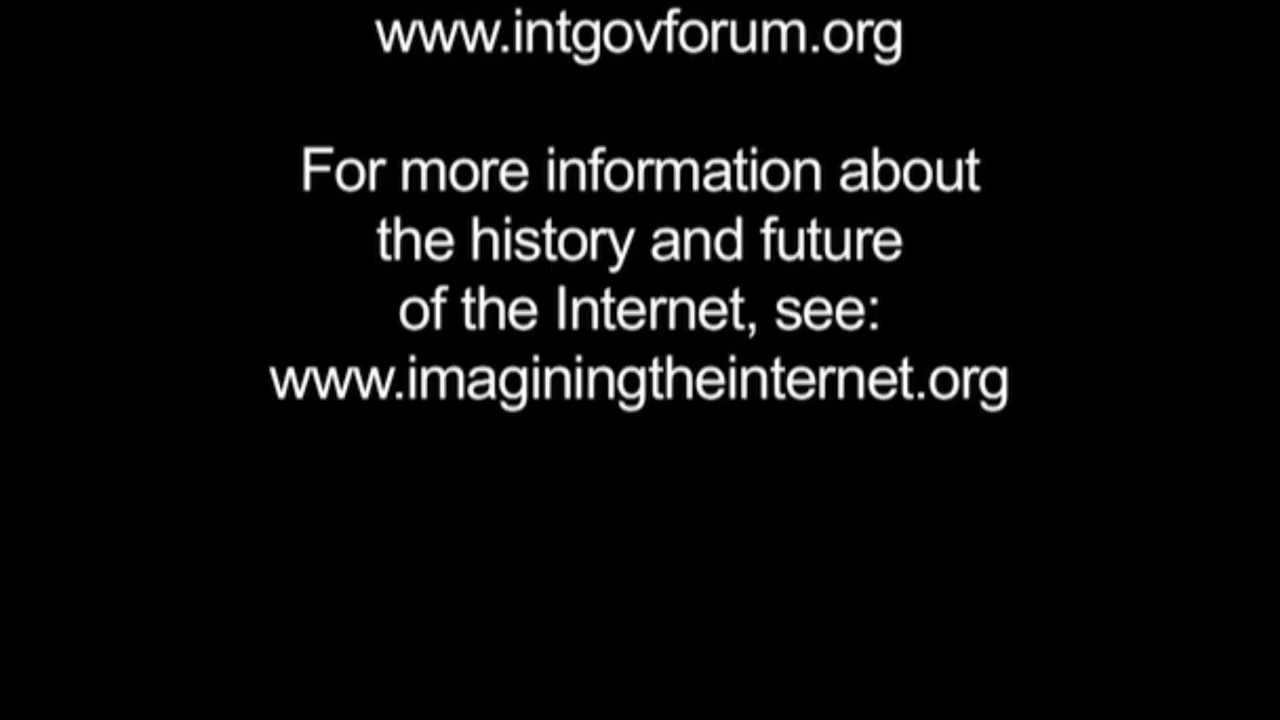 www.intgovforum.org
For more information about
the history and future
of the Internet, see:
www.imaginingtheinternet.org